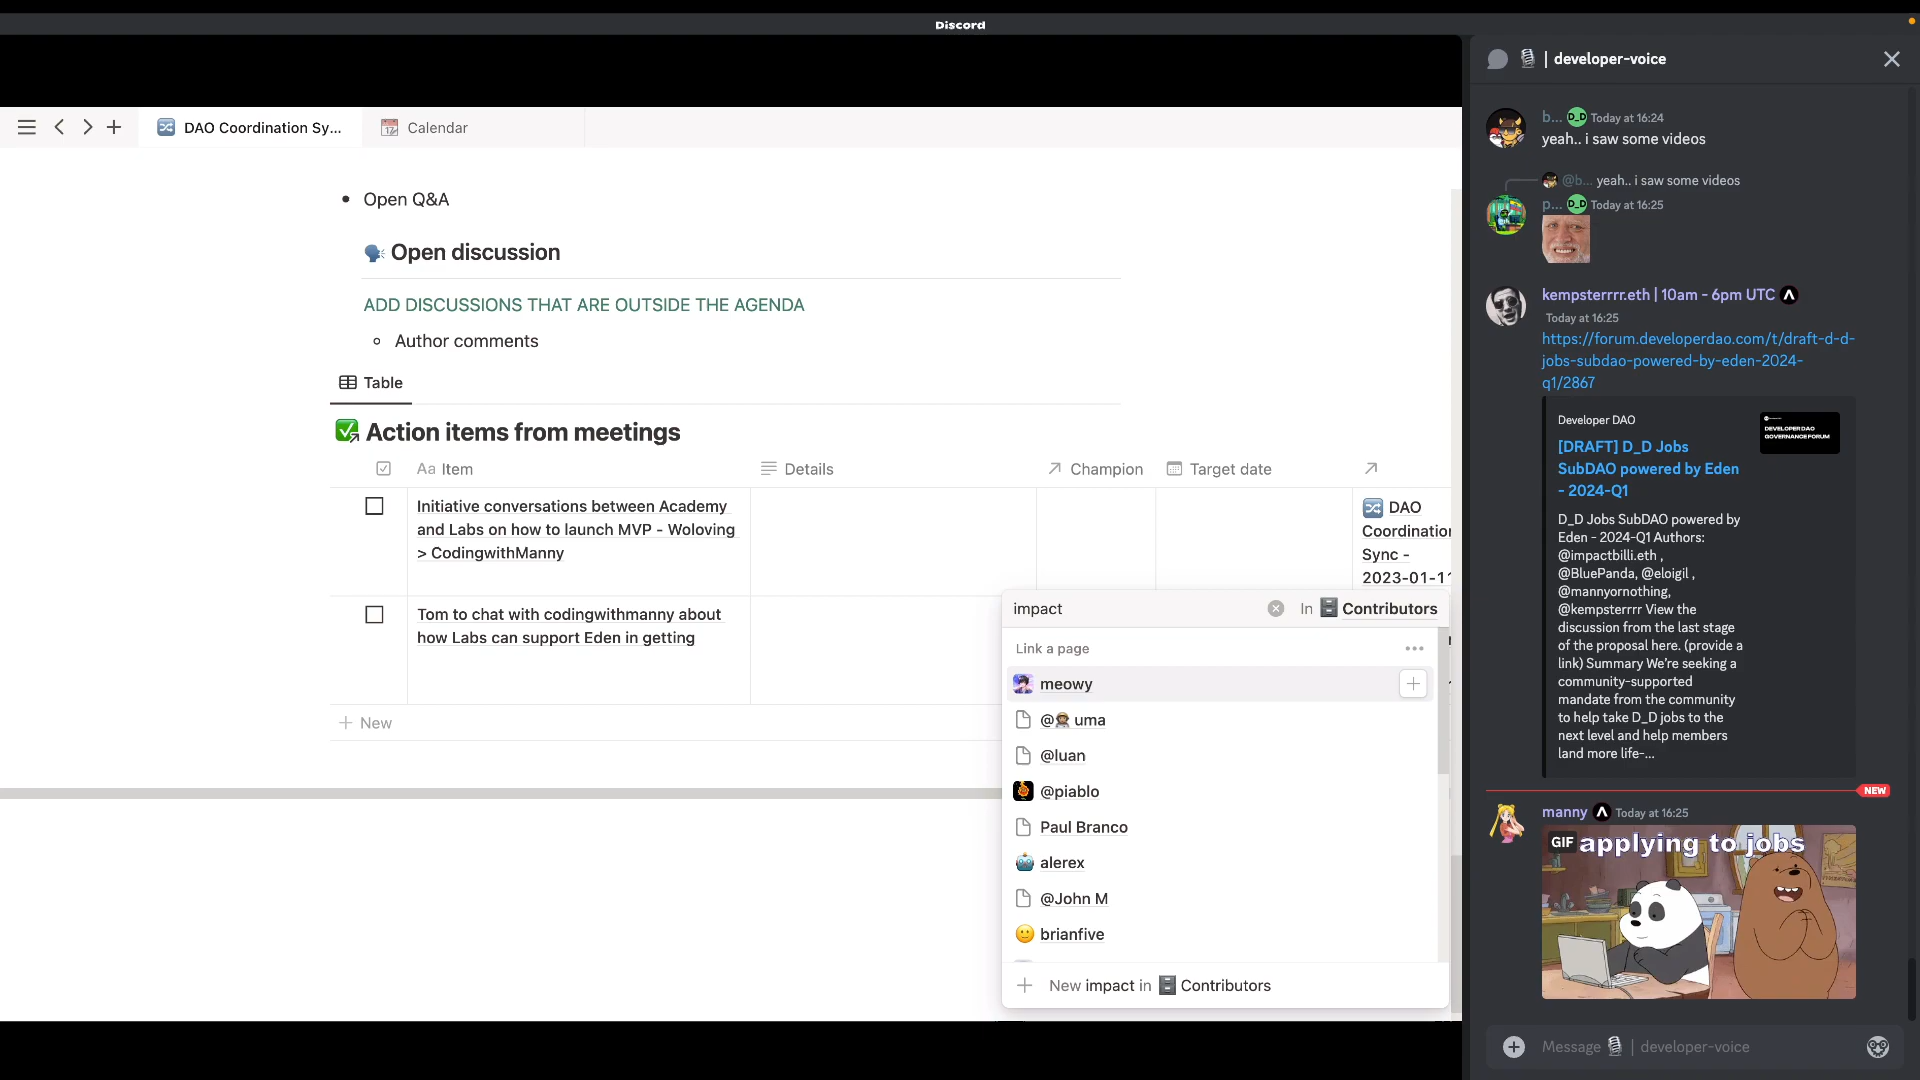 Discord
DAO Coordination Sy...
Calendar
Open Q&A
Open discussion
ADD DISCUSSIONS THAT ARE OUTSIDE THE AGENDA
Author comments
Table
Action items from meetings
Aa Item
Details
Champion
Target date
Initiative conversations between Academy
and Labs on how to launch MVP - Woloving
> CodingwithManny
DAO
Coordination
Sync -
2023-01-11
Tom to chat with codingwithmanny about
how Labs can support Eden in getting
New
impact
In Contributors
Link a page
meowy
@ uma
@luan
@piablo
Paul Branco
alerex
@John M
brianfive
New impact in Contributors
| developer-voice
b... D_D Today at 16:24
yeah.. i saw some videos
@b... yeah.. i saw some videos
p... D_D Today at 16:25
kempsterrrr.eth | 10am - 6pm UTC
Today at 16:25
https://forum.developerdao.com/t/draft-d-d-
jobs-subdao-powered-by-eden-2024-
q1/2867
Developer DAO
DEVELOPER DAO
GOVERNANCE FORUM
[DRAFT] D_D Jobs
SubDAO powered by Eden
- 2024-Q1
D_D Jobs SubDAO powered by
Eden - 2024-Q1 Authors:
@impactbilli.eth ,
@BluePanda, @eloigil ,
@mannyornothing,
@kempsterrr View the
discussion from the last stage
of the proposal here. (provide a
link) Summary We're seeking a
community-supported
mandate from the community
to help take D_D jobs to the
next level and help members
land more life-...
NEW
manny Today at 16:25
GIF applying to jobs
Message | developer-voice